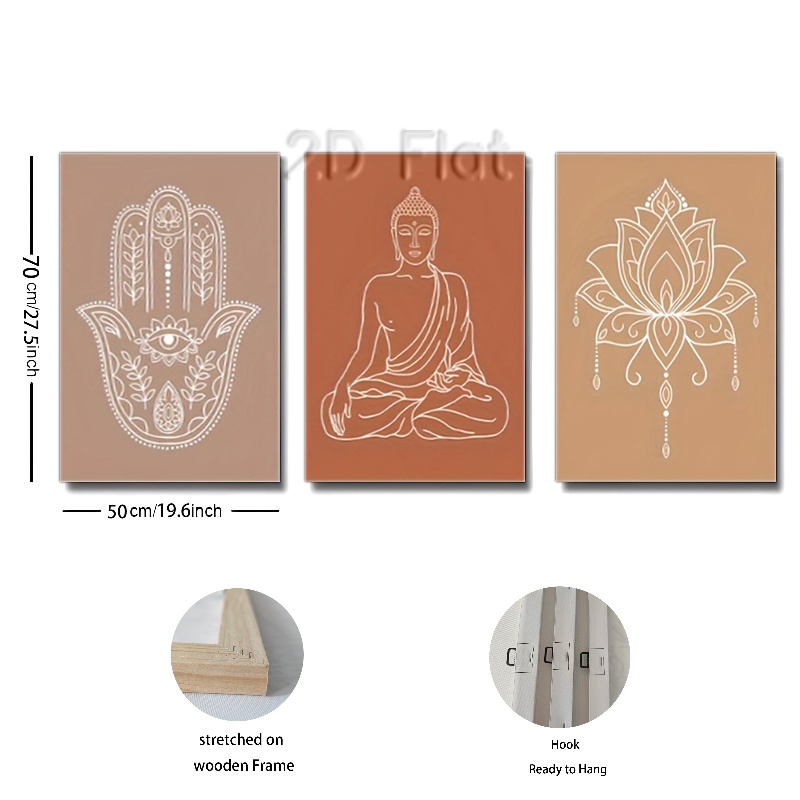 2D Flat
70cm/27.5inch
50cm/19.6inch
stretched on
wooden Frame
Hook
Ready to Hang